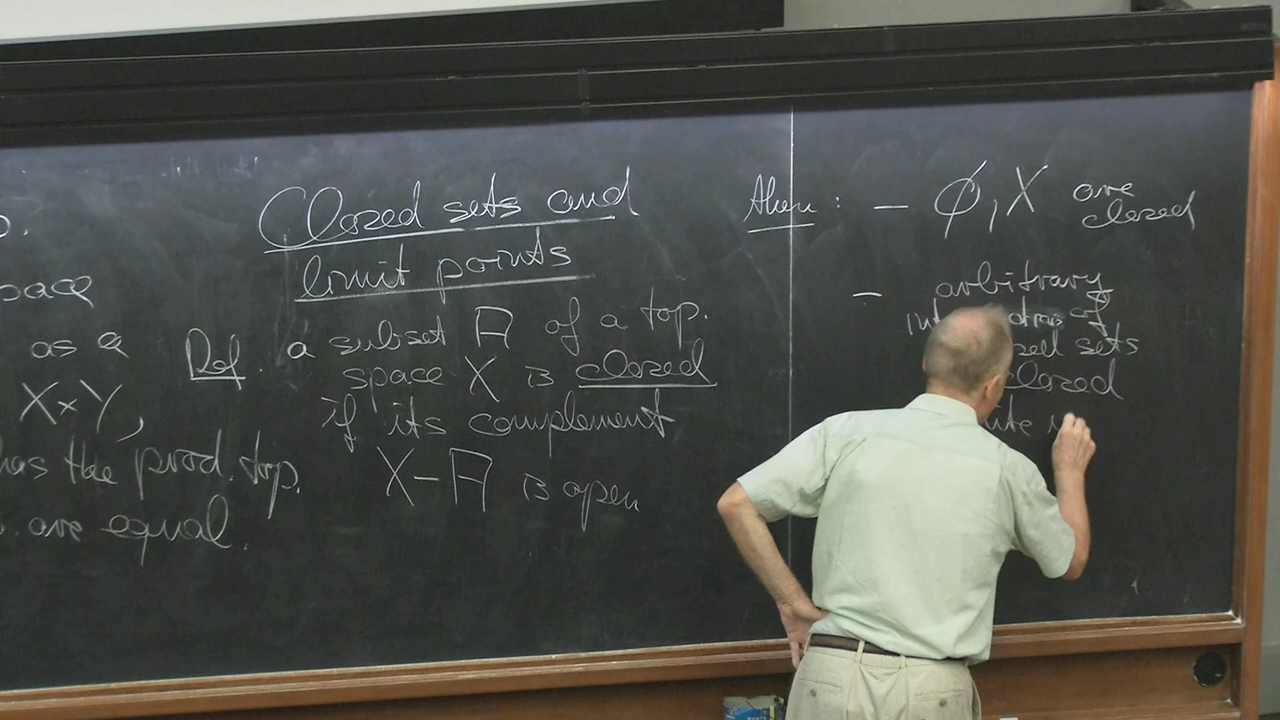 space
as a
X×Y,
has the prod. top.
are equal.
Closed sets and
limit points
Def. a subset A of a top.
space X is closed
if its complement
X-A is open
Then : - ∅, X are
closed
- arbitrary
of
sets
closed